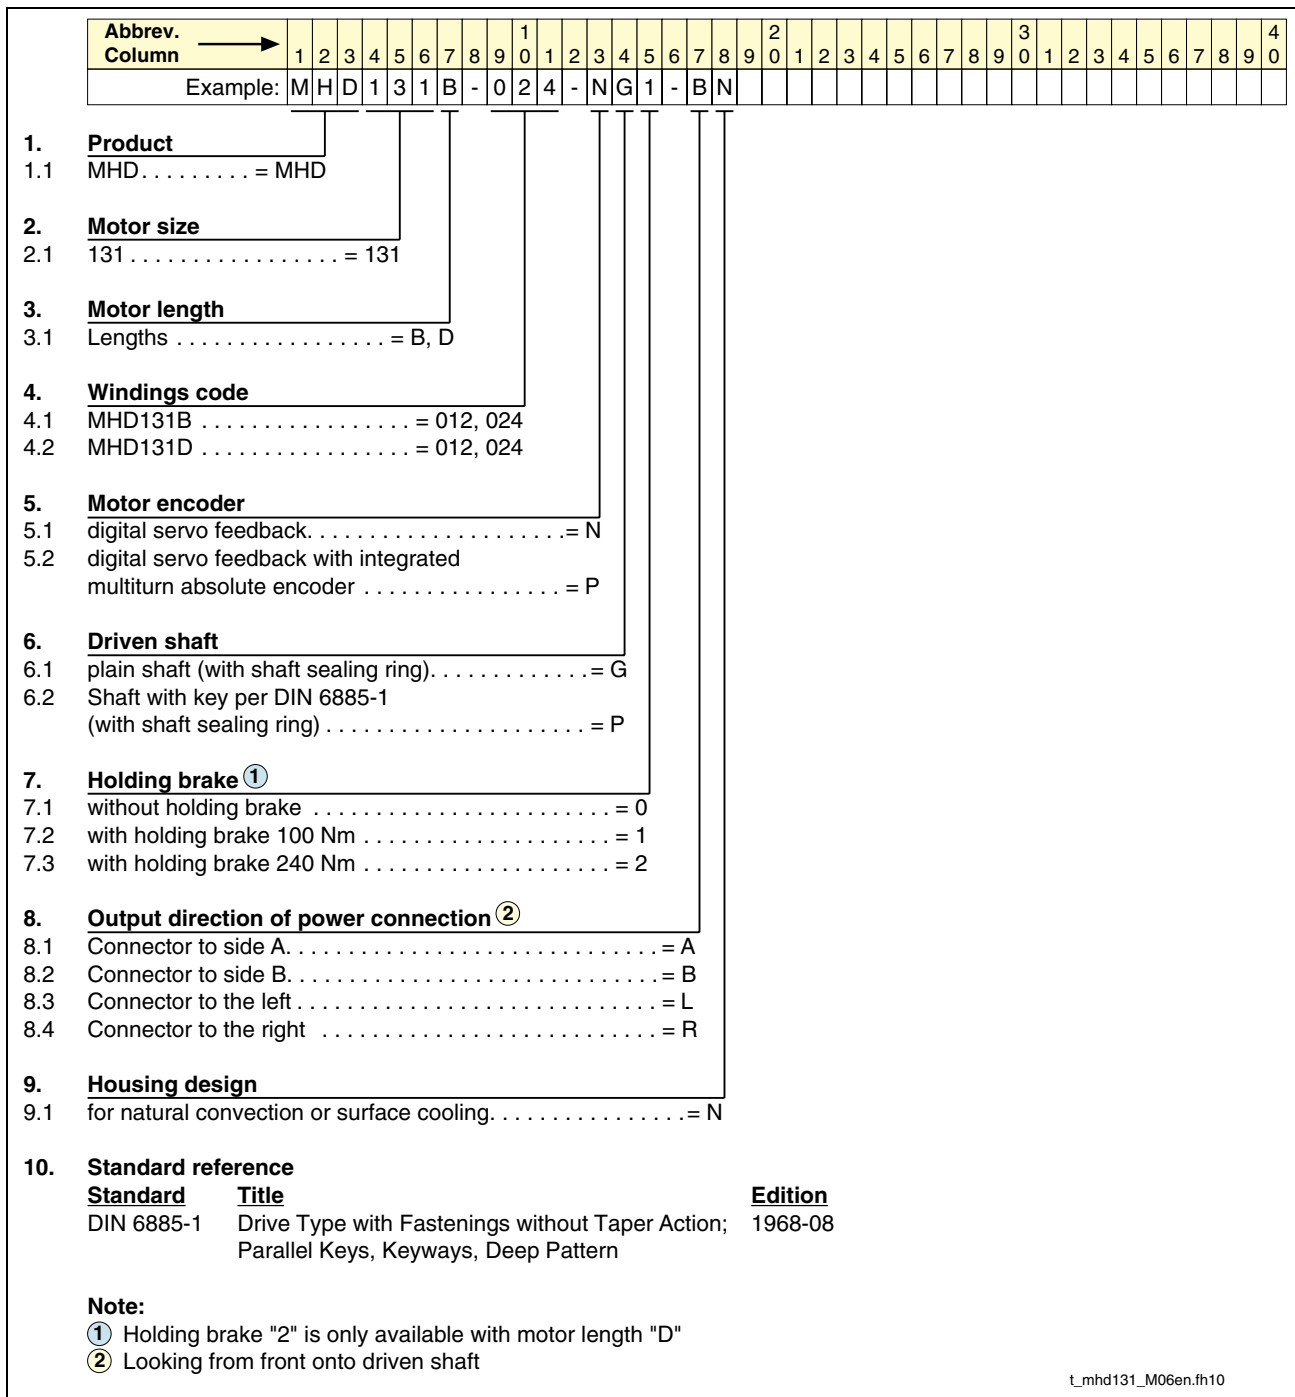 Abbrev. 1 2 3 4
Column 1 2 3 4 5 6 7 8 9 0 1 2 3 4 5 6 7 8 9 0 1 2 3 4 5 6 7 8 9 0 1 2 3 4 5 6 7 8 9 0
Example: M H D 1 3 1 B - 0 2 4 - N G 1 - B N
1. Product
1.1 MHD. . . . . . . . . = MHD
2. Motor size
2.1 131 . . . . . . . . . . . . . . . . . = 131
3. Motor length
3.1 Lengths . . . . . . . . . . . . . . . . . = B, D
4. Windings code
4.1 MHD131B . . . . . . . . . . . . . . . . . = 012, 024
4.2 MHD131D . . . . . . . . . . . . . . . . . = 012, 024
5. Motor encoder
5.1 digital servo feedback. . . . . . . . . . . . . . . . . . . . . = N
5.2 digital servo feedback with integrated
multiturn absolute encoder . . . . . . . . . . . . . . . . = P
6. Driven shaft
6.1 plain shaft (with shaft sealing ring). . . . . . . . . . . . . = G
6.2 Shaft with key per DIN 6885-1
(with shaft sealing ring) . . . . . . . . . . . . . . . . . . . . . = P
7. Holding brake 1
7.1 without holding brake . . . . . . . . . . . . . . . . . . . . . . . . = 0
7.2 with holding brake 100 Nm . . . . . . . . . . . . . . . . . . . . = 1
7.3 with holding brake 240 Nm . . . . . . . . . . . . . . . . . . . . = 2
8. Output direction of power connection 2
8.1 Connector to side A. . . . . . . . . . . . . . . . . . . . . . . . . . . . . . = A
8.2 Connector to side B. . . . . . . . . . . . . . . . . . . . . . . . . . . . . . = B
8.3 Connector to the left . . . . . . . . . . . . . . . . . . . . . . . . . . . . . = L
8.4 Connector to the right . . . . . . . . . . . . . . . . . . . . . . . . . . . = R
9. Housing design
9.1 for natural convection or surface cooling. . . . . . . . . . . . . . . . = N
10. Standard reference
Standard Title Edition
DIN 6885-1 Drive Type with Fastenings without Taper Action; 1968-08
Parallel Keys, Keyways, Deep Pattern
Note:
1 Holding brake "2" is only available with motor length "D"
2 Looking from front onto driven shaft
t_mhd131_M06en.fh10